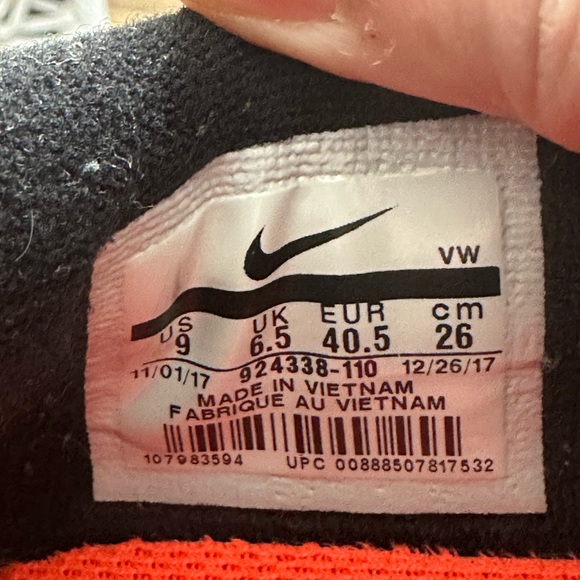 VW
US UK EUR cm
9 6.5 40.5 26
11/01/17 924338-110 12/26/17
MADE IN VIETNAM
FABRIQUE AU VIETNAM
107983594 UPC 00888507817532